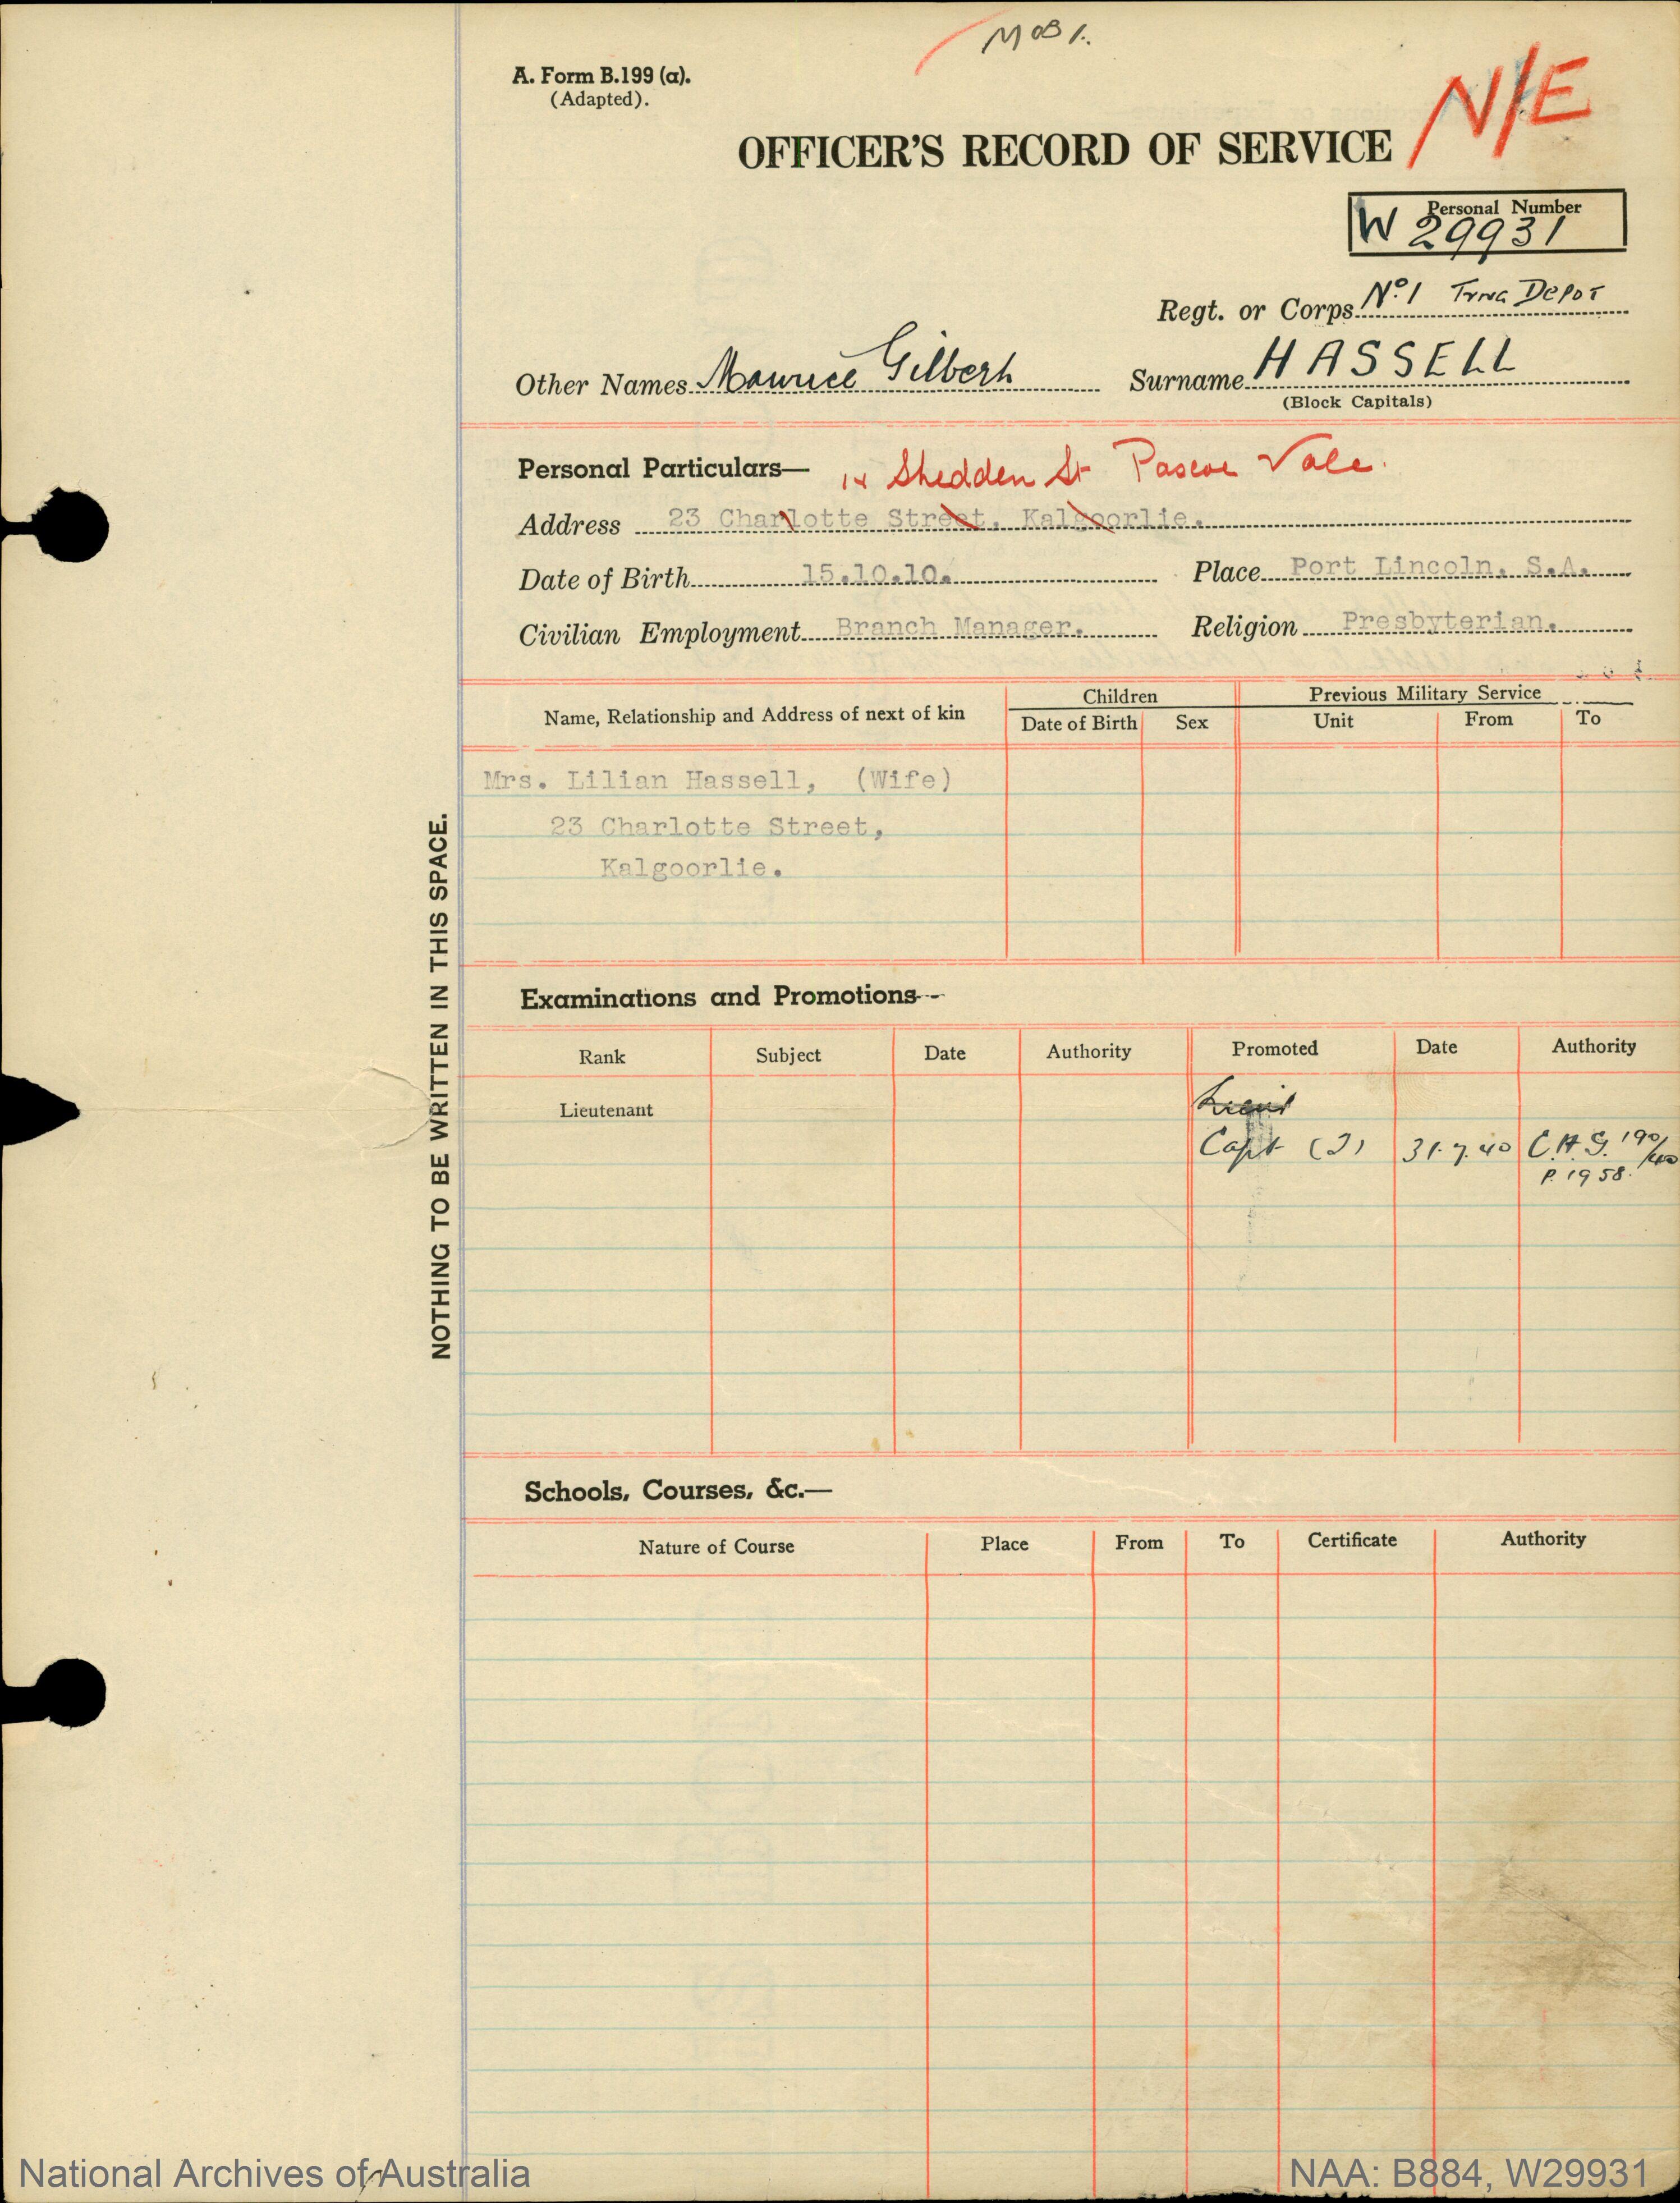 MOB 1.
A. Form B.199 (a).
(Adapted).
N/E
OFFICER'S RECORD OF SERVICE
Personal Number
W 29931
Regt. or Corps No. 1 Trng Depot
Other Names Maurice Gilbert Surname HASSELL
(Block Capitals)
Personal Particulars— 14 Shedden St Pascoe Vale.
Address 23 Charlotte Street, Kalgoorlie.
Date of Birth 15.10.10. Place Port Lincoln, S.A.
Civilian Employment Branch Manager. Religion Presbyterian.
Name, Relationship and Address of next of kin Children Previous Military Service
Date of Birth Sex Unit From To
Mrs. Lilian Hassell, (Wife)
23 Charlotte Street,
Kalgoorlie.
NOTHING TO BE WRITTEN IN THIS SPACE.
Examinations and Promotions--
Rank Subject Date Authority Promoted Date Authority
Lieutenant Lieut
Capt (T) 31.7.40 C.A.G. 190/40
P. 1958.
Schools, Courses, &c.—
Nature of Course Place From To Certificate Authority
National Archives of Australia NAA: B884, W29931